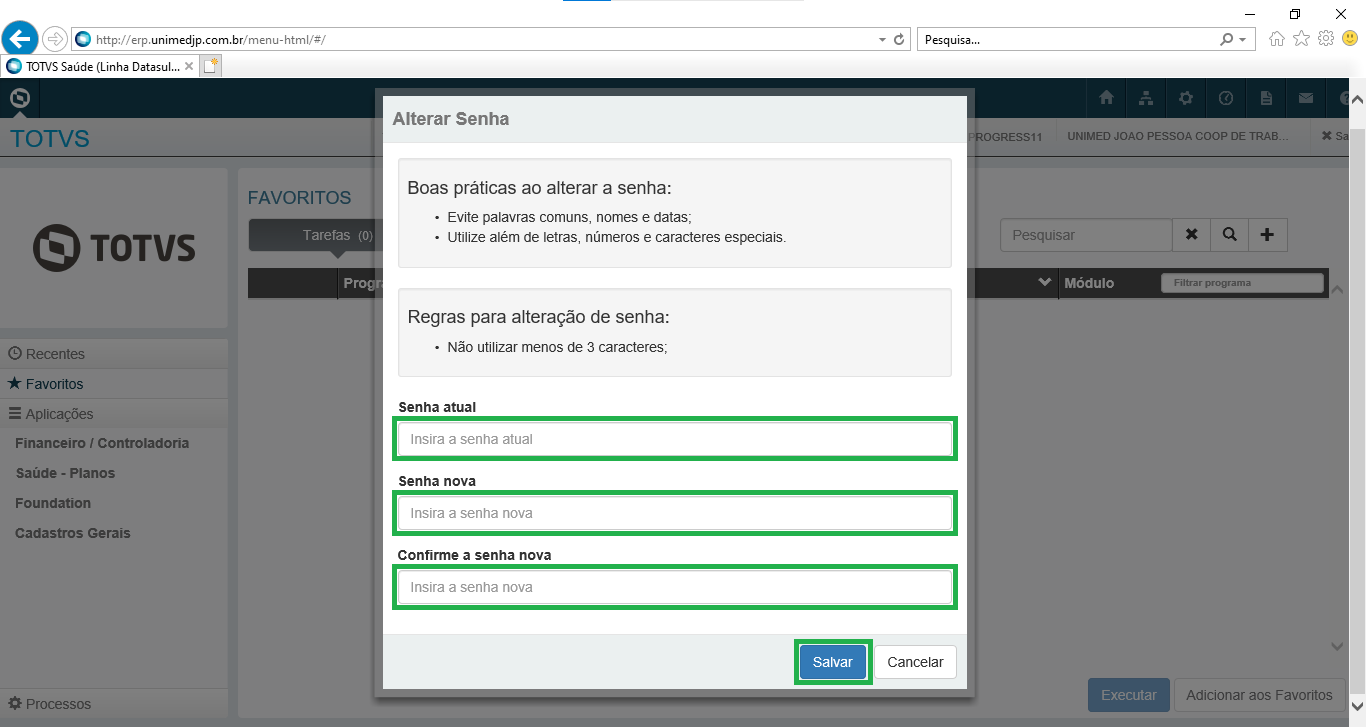 http://erp.unimedjp.com.br/menu-html/#/
Pesquisa...
TOTVS Saúde (Linha Datasul...
TOTVS
PROGRESS11
UNIMED JOAO PESSOA COOP DE TRAB...
Sa
TOTVS
Recentes
Favoritos
Aplicações
Financeiro / Controladoria
Saúde - Planos
Foundation
Cadastros Gerais
Processos
FAVORITOS
Tarefas (0)
Pesquisar
Progra
Módulo
Filtrar programa
Alterar Senha
Boas práticas ao alterar a senha:
• Evite palavras comuns, nomes e datas;
• Utilize além de letras, números e caracteres especiais.
Regras para alteração de senha:
• Não utilizar menos de 3 caracteres;
Senha atual
Insira a senha atual
Senha nova
Insira a senha nova
Confirme a senha nova
Insira a senha nova
Salvar
Cancelar
Executar
Adicionar aos Favoritos